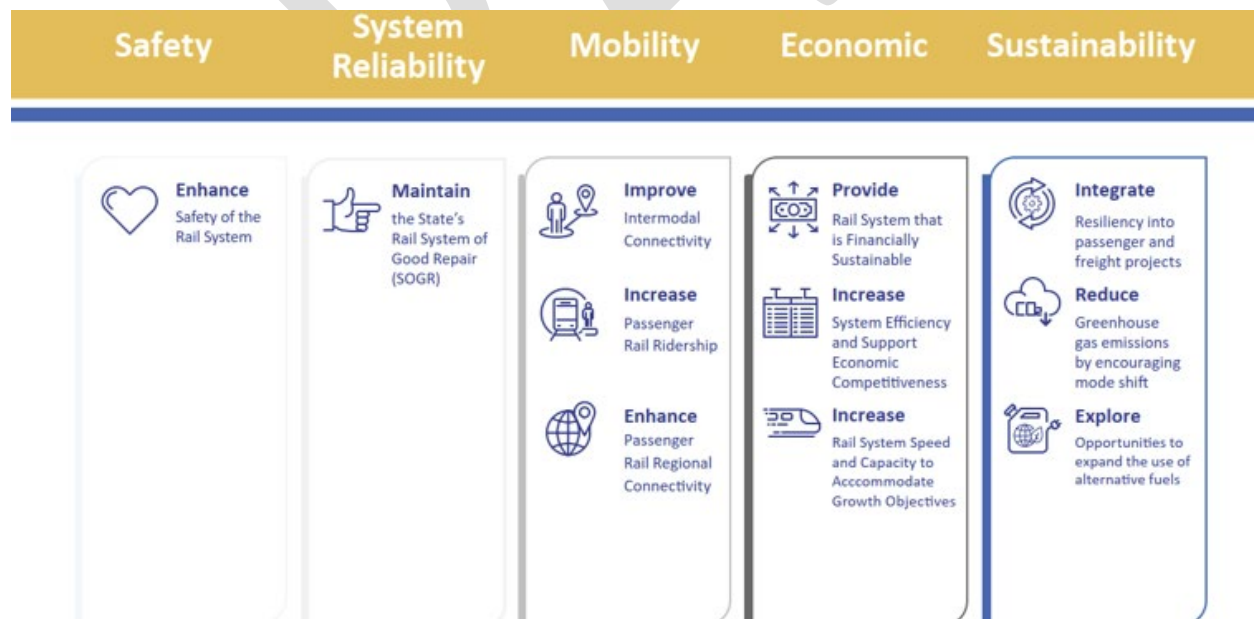 Safety
System
Reliability
Mobility
Economic
Sustainability
Enhance
Safety of the
Rail System
Maintain
the State's
Rail System of
Good Repair
(SOGR)
Improve
Intermodal
Connectivity
Increase
Passenger
Rail Ridership
Enhance
Passenger
Rail Regional
Connectivity
Provide
Rail System that
is Financially
Sustainable
Increase
System Efficiency
and Support
Economic
Competitiveness
Increase
Rail System Speed
and Capacity to
Acccommodate
Growth Objectives
Integrate
Resiliency into
passenger and
freight projects
CO₂
Reduce
Greenhouse
gas emissions
by encouraging
mode shift
Explore
Opportunities to
expand the use of
alternative fuels